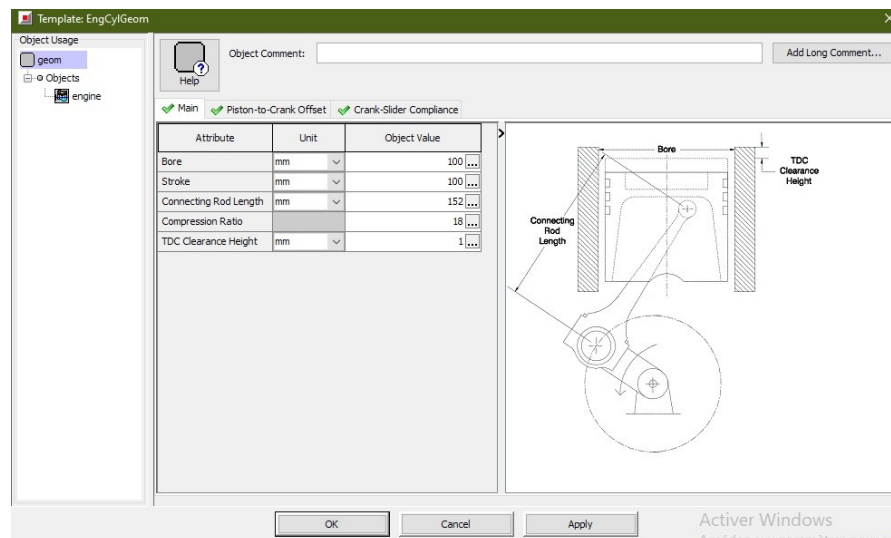 Template: EngCylGeom
Object Usage
geom
Objects
engine
Help
Object Comment:
Add Long Comment...
Main
Piston-to-Crank Offset
Crank-Slider Compliance
Attribute Unit Object Value
Bore mm 100 ...
Stroke mm 100 ...
Connecting Rod Length mm 152 ...
Compression Ratio 18 ...
TDC Clearance Height mm 1 ...
Bore
TDC
Clearance
Height
Connecting
Rod
Length
OK Cancel Apply
Activer Windows